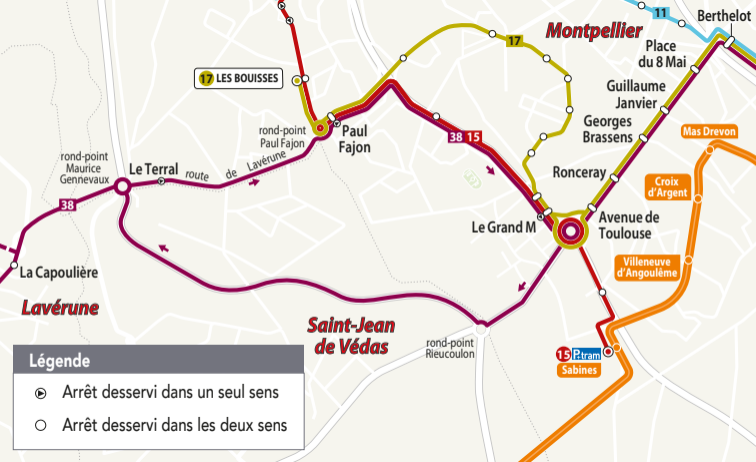 11
Berthelot
Montpellier
Place
du 8 Mai
17
Guillaume
Janvier
17 LES BOUISSES
Georges
Brassens
Mas Drevon
rond-point
Paul Fajon
Paul
Fajon
38 15
rond-point
Maurice
Gennevaux
Le Terral
route de Lavérune
Ronceray
Croix
d'Argent
38
Le Grand M
Avenue de
Toulouse
La Capoulière
Villeneuve
d'Angoulême
Lavérune
Saint-Jean
de Védas
rond-point
Rieucoulon
15 P+tram
Sabines
Légende
Arrêt desservi dans un seul sens
Arrêt desservi dans les deux sens